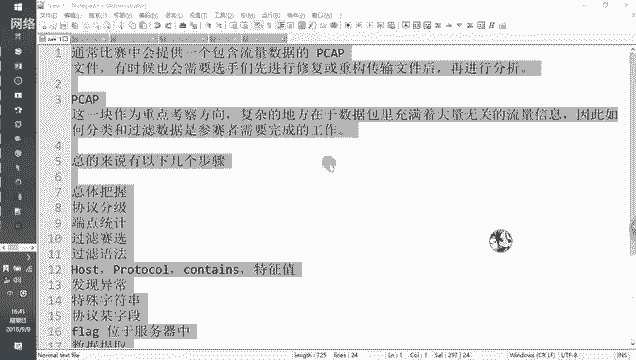 网络
通常比赛中会提供一个包含流量数据的 PCAP
文件，有时候也会需要选手们先进行修复或重构传输文件后，再进行分析。
PCAP
这一块作为重点考察方向，复杂的地方在于数据包里充满着大量无关的流量信息，因此如
何分类和过滤数据是参赛者需要完成的工作。
总的来说有以下几个步骤
总体把握
协议分级
端点统计
过滤赛选
过滤语法
Host，Protocol，contains，特征值
发现异常
特殊字符串
协议某字段
flag 位于服务器中
数据提取
1
2
3
4
5
6
7
8
9
10
11
12
13
14
15
16
17
16:41
星期日
2018/9/9
Normal text file
length : 725 lines : 24
Ln : 1 Col : 1 Sel : 297 | 24
Windows (CR LF)
UTF-8
INS